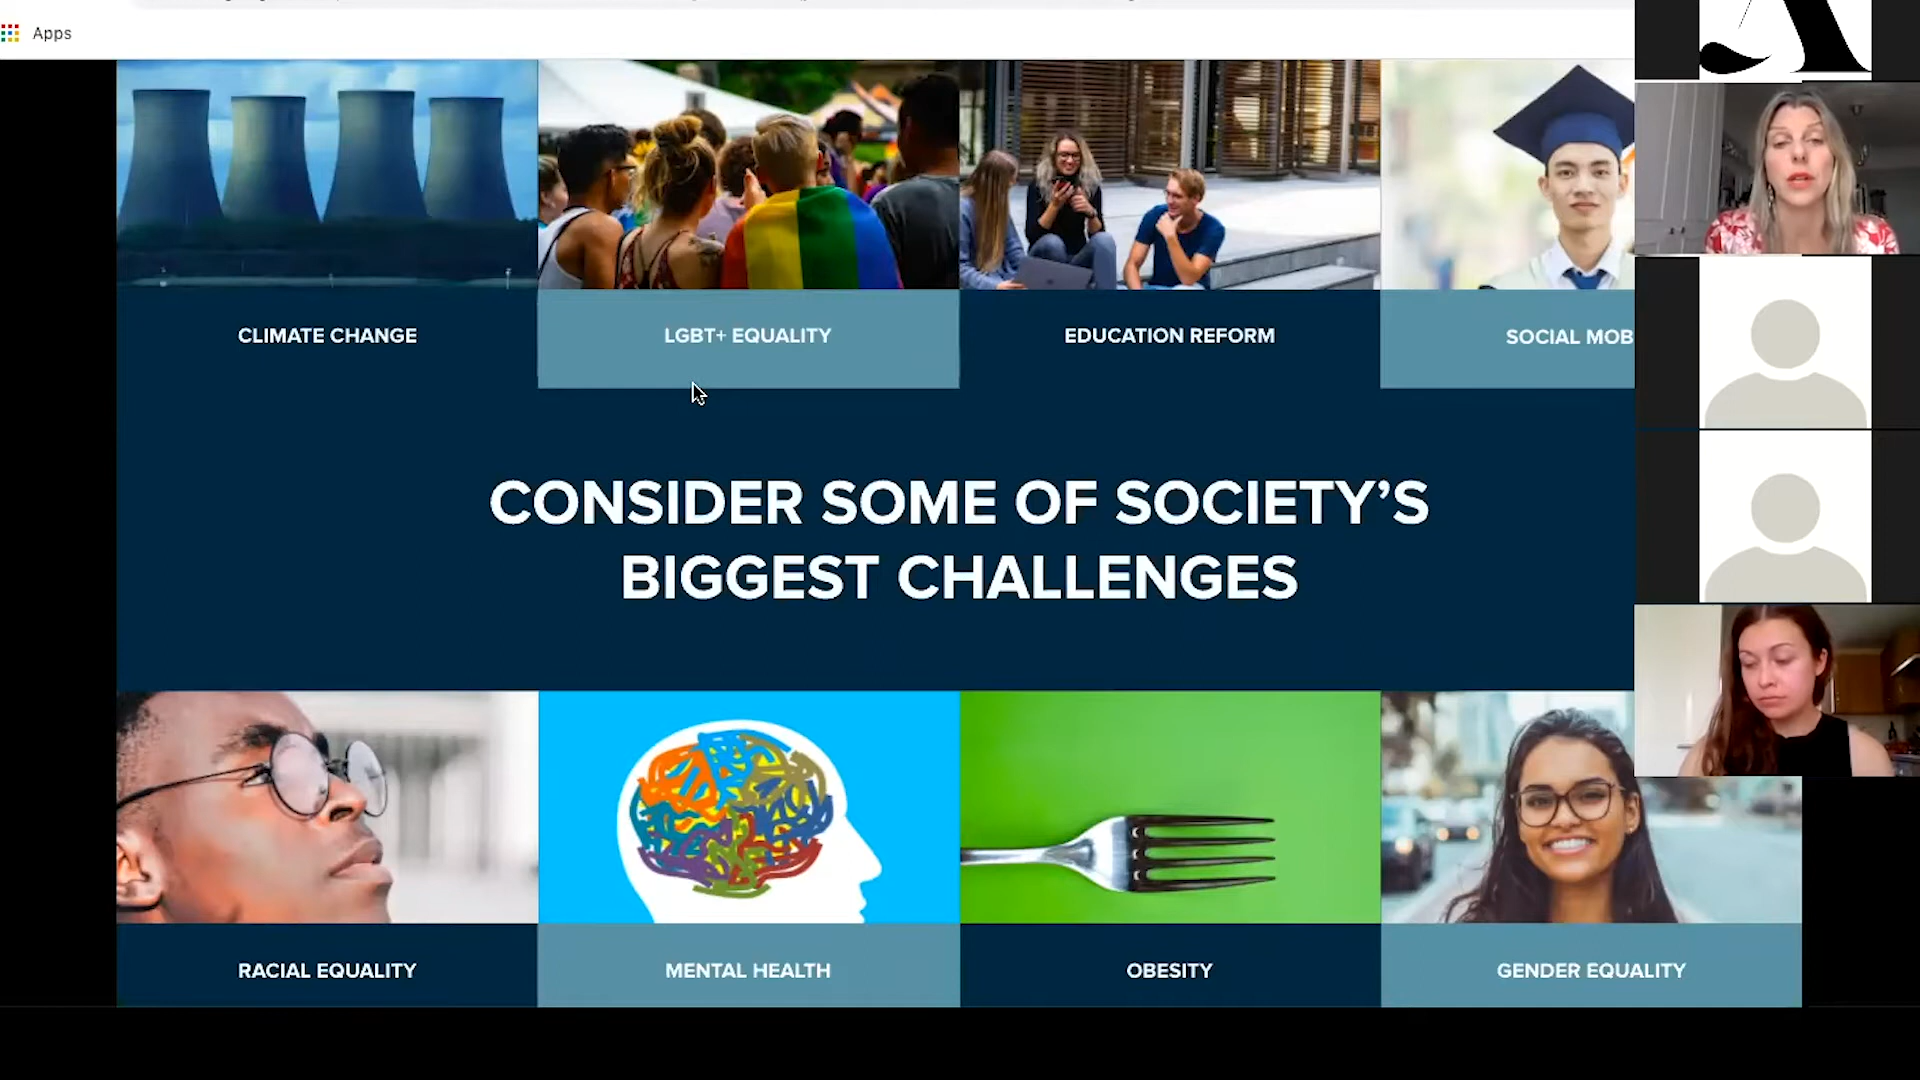 Apps
CLIMATE CHANGE
LGBT+ EQUALITY
EDUCATION REFORM
SOCIAL MOB
CONSIDER SOME OF SOCIETY’S
BIGGEST CHALLENGES
RACIAL EQUALITY
MENTAL HEALTH
OBESITY
GENDER EQUALITY